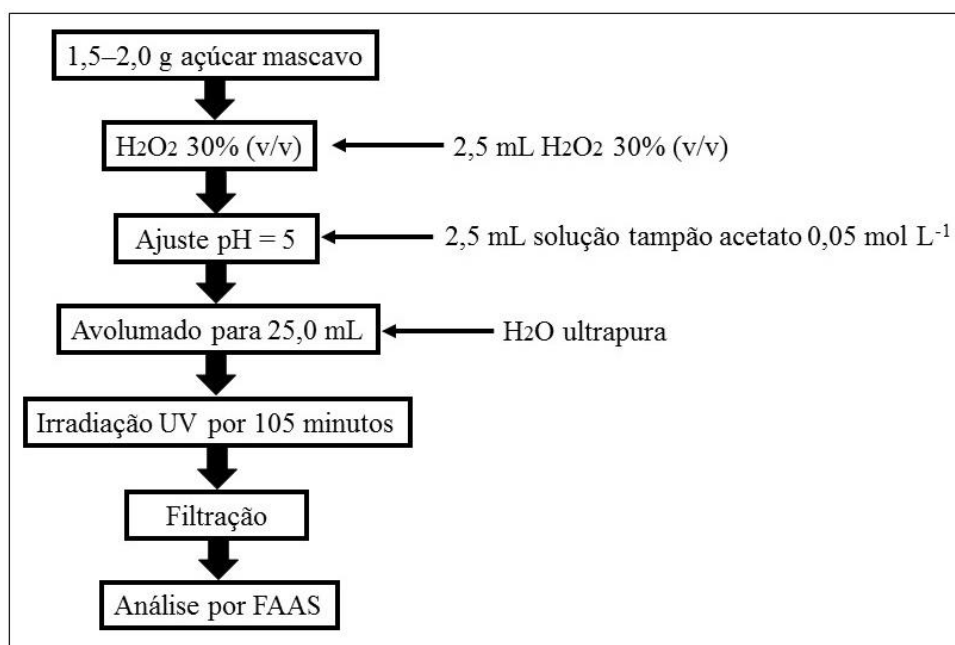 1,5–2,0 g açúcar mascavo
H2O2 30% (v/v)
2,5 mL H2O2 30% (v/v)
Ajuste pH = 5
2,5 mL solução tampão acetato 0,05 mol L-1
Avolumado para 25,0 mL
H2O ultrapura
Irradiação UV por 105 minutos
Filtração
Análise por FAAS